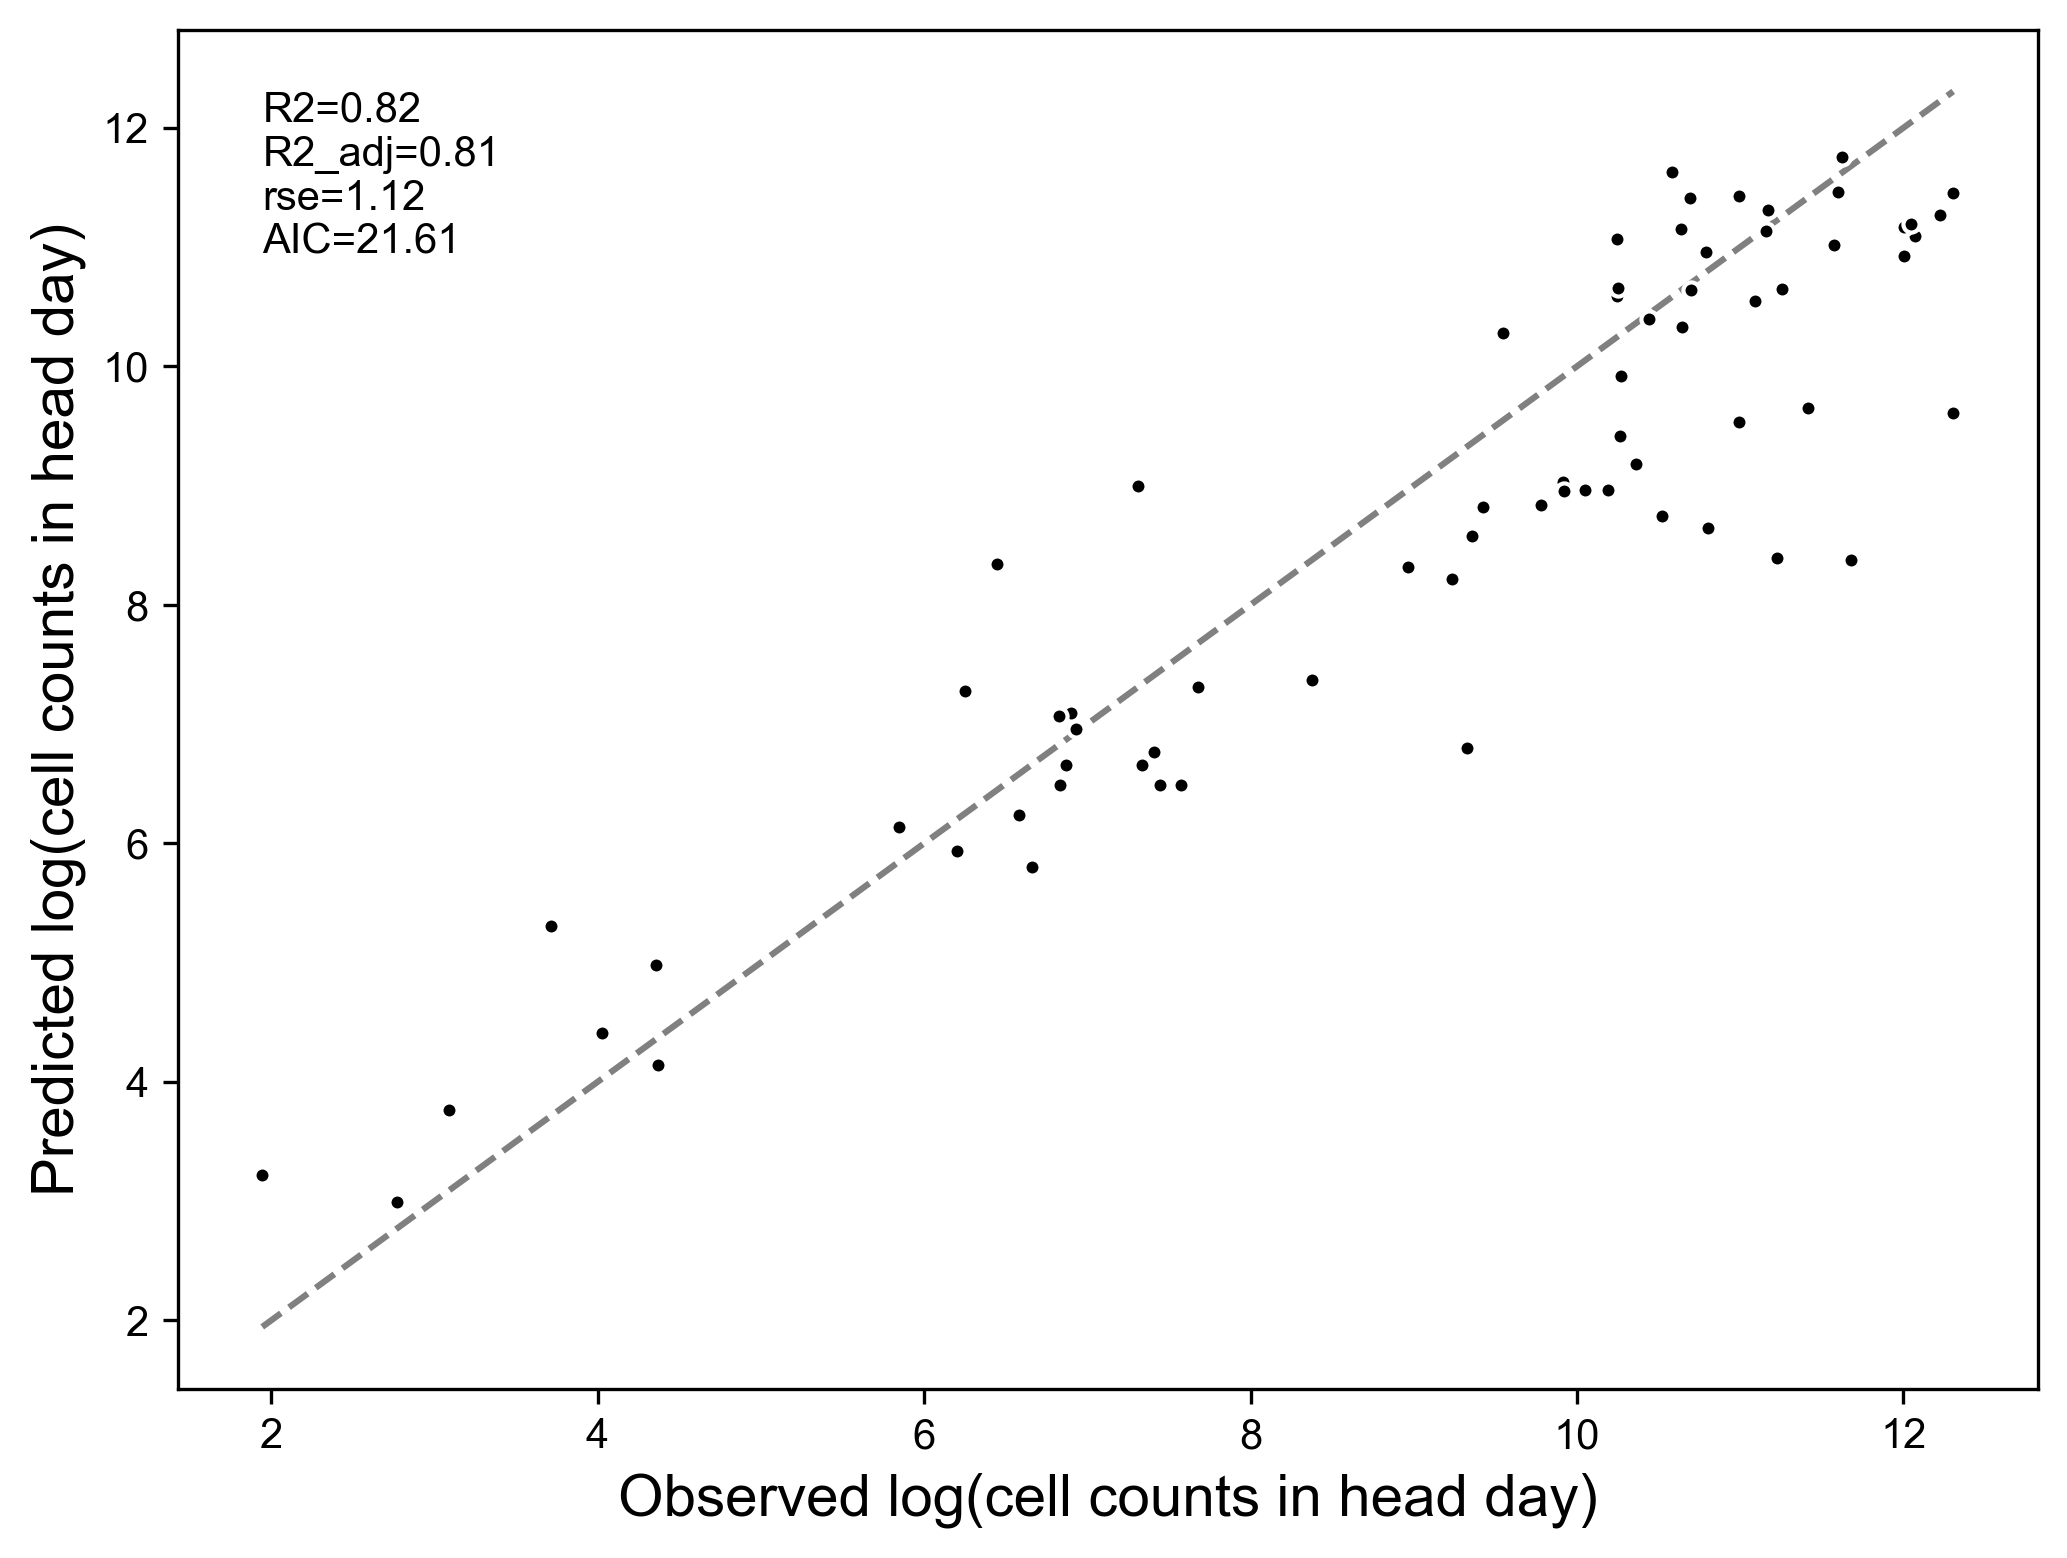 R2=0.82
R2_adj=0.81
rse=1.12
AIC=21.61
Predicted log(cell counts in head day)
12
10
8
6
4
2
2 4 6 8 10 12
Observed log(cell counts in head day)